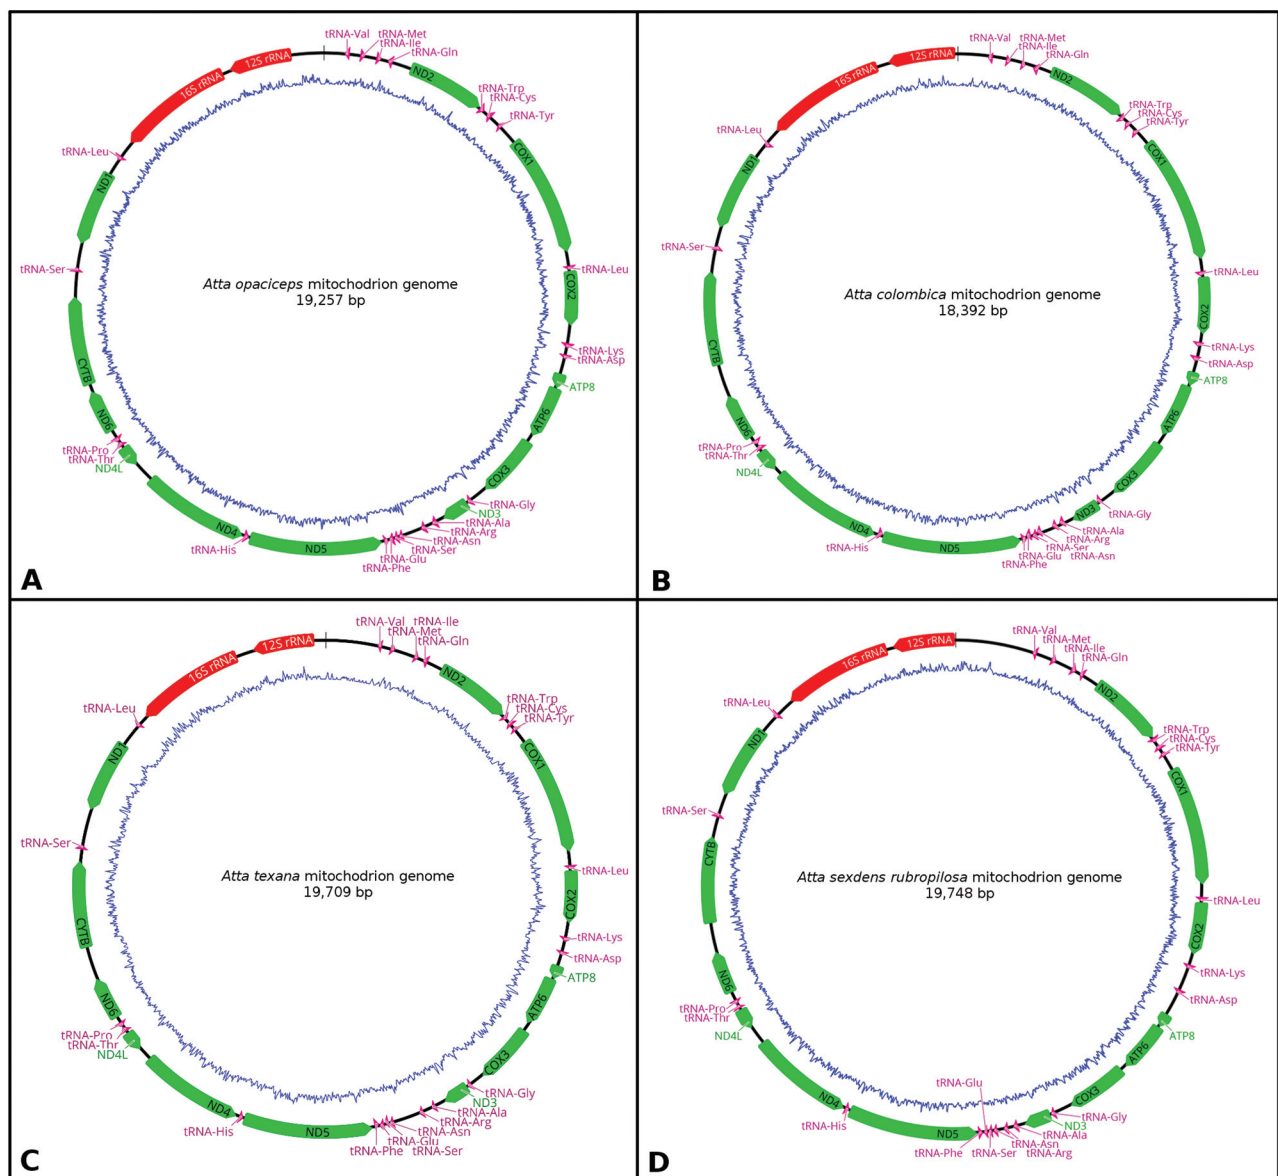 tRNA-Val
tRNA-Met
tRNA-Ile
tRNA-Gln
ND2
tRNA-Trp
tRNA-Cys
tRNA-Tyr
COX1
tRNA-Leu
COX2
tRNA-Lys
tRNA-Asp
ATP8
ATP6
COX3
tRNA-Gly
ND3
tRNA-Ala
tRNA-Arg
tRNA-Asn
tRNA-Ser
tRNA-Glu
tRNA-Phe
ND5
tRNA-His
ND4
ND4L
tRNA-Thr
tRNA-Pro
ND6
CYTB
tRNA-Ser
ND1
tRNA-Leu
16S rRNA
12S rRNA
Atta opaciceps mitochodrion genome
19,257 bp
A
tRNA-Val
tRNA-Met
tRNA-Ile
tRNA-Gln
ND2
tRNA-Trp
tRNA-Cys
tRNA-Tyr
COX1
tRNA-Leu
COX2
tRNA-Lys
tRNA-Asp
ATP8
ATP6
COX3
tRNA-Gly
ND3
tRNA-Ala
tRNA-Arg
tRNA-Ser
tRNA-Asn
tRNA-Glu
tRNA-Phe
ND5
tRNA-His
ND4
ND4L
tRNA-Thr
tRNA-Pro
ND6
CYTB
tRNA-Ser
ND1
tRNA-Leu
16S rRNA
12S rRNA
Atta colombica mitochodrion genome
18,392 bp
B
tRNA-Val
tRNA-Ile
tRNA-Met
tRNA-Gln
ND2
tRNA-Trp
tRNA-Cys
tRNA-Tyr
COX1
tRNA-Leu
COX2
tRNA-Lys
tRNA-Asp
ATP8
ATP6
COX3
tRNA-Gly
ND3
tRNA-Ala
tRNA-Arg
tRNA-Asn
tRNA-Glu
tRNA-Ser
tRNA-Phe
ND5
tRNA-His
ND4
ND4L
tRNA-Thr
tRNA-Pro
ND6
CYTB
tRNA-Ser
ND1
tRNA-Leu
16S rRNA
12S rRNA
Atta texana mitochodrion genome
19,709 bp
C
tRNA-Val
tRNA-Met
tRNA-Ile
tRNA-Gln
ND2
tRNA-Trp
tRNA-Cys
tRNA-Tyr
COX1
tRNA-Leu
COX2
tRNA-Lys
tRNA-Asp
ATP8
ATP6
COX3
tRNA-Gly
ND3
tRNA-Ala
tRNA-Asn
tRNA-Arg
tRNA-Ser
tRNA-Glu
tRNA-Phe
ND5
tRNA-His
ND4
ND4L
tRNA-Thr
tRNA-Pro
ND6
CYTB
tRNA-Ser
ND1
tRNA-Leu
16S rRNA
12S rRNA
Atta sexdens rubropilosa mitochodrion genome
19,748 bp
D